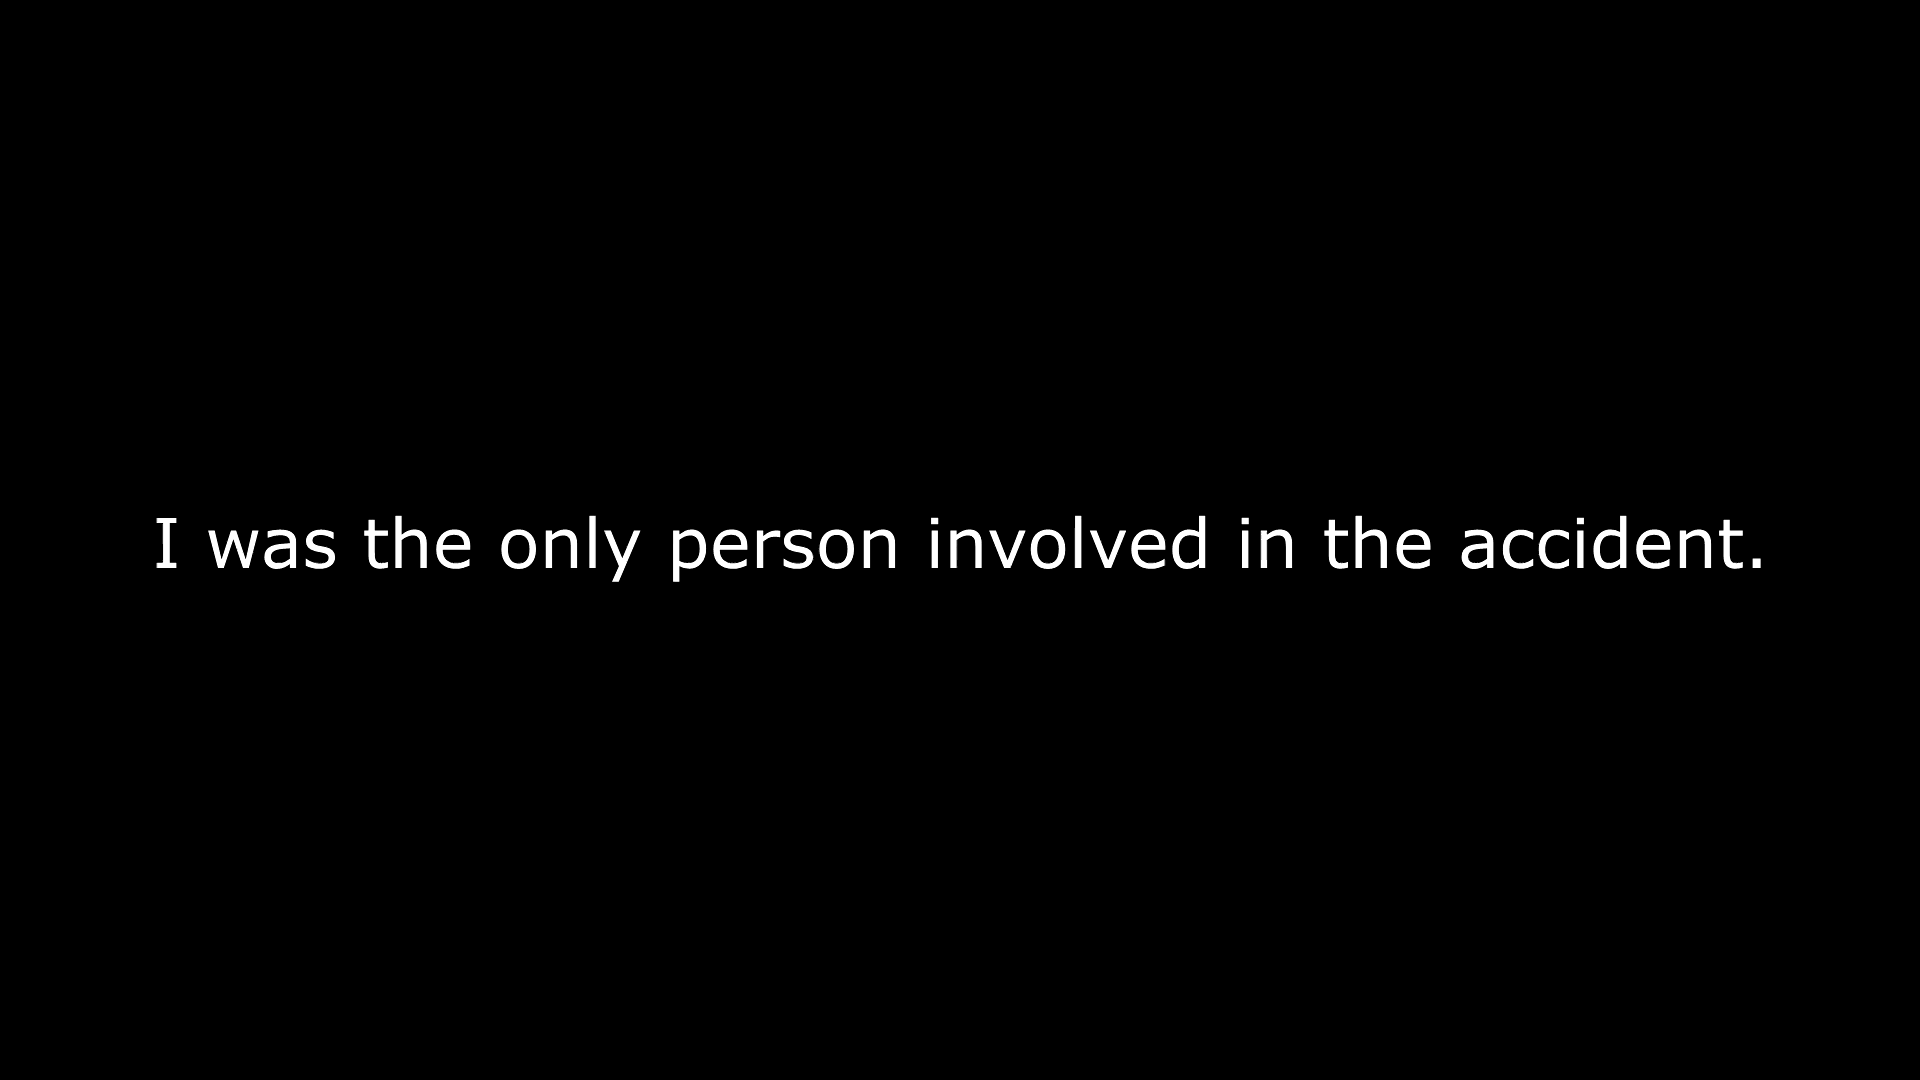 I was the only person involved in the accident.